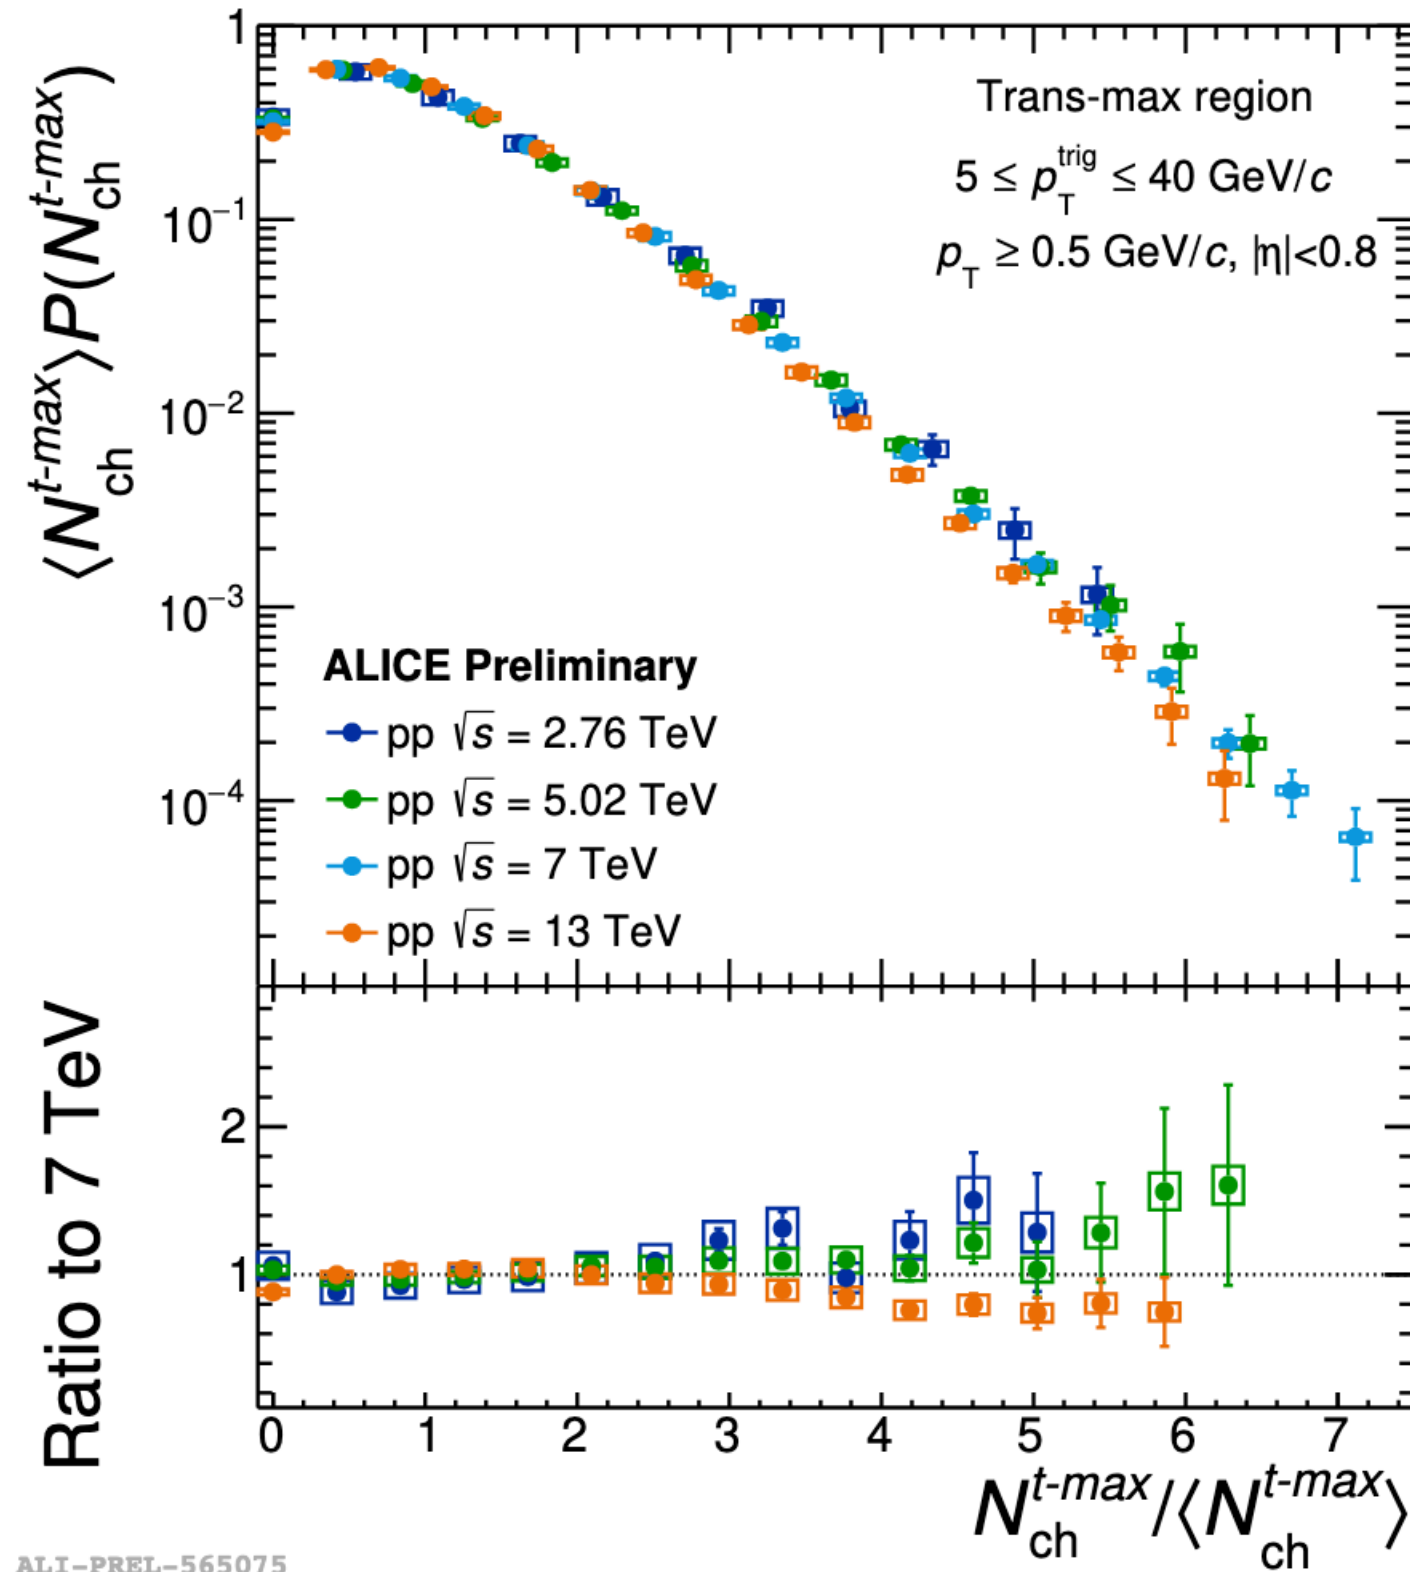 ⟨N_ch^t-max⟩P(N_ch^t-max)
1
10⁻¹
10⁻²
10⁻³
10⁻⁴
Trans-max region
5 ≤ p_T^trig ≤ 40 GeV/c
p_T ≥ 0.5 GeV/c, |η|<0.8
ALICE Preliminary
pp √s = 2.76 TeV
pp √s = 5.02 TeV
pp √s = 7 TeV
pp √s = 13 TeV
Ratio to 7 TeV
2
1
0 1 2 3 4 5 6 7
N_ch^t-max/⟨N_ch^t-max⟩
ALI-PREL-565075